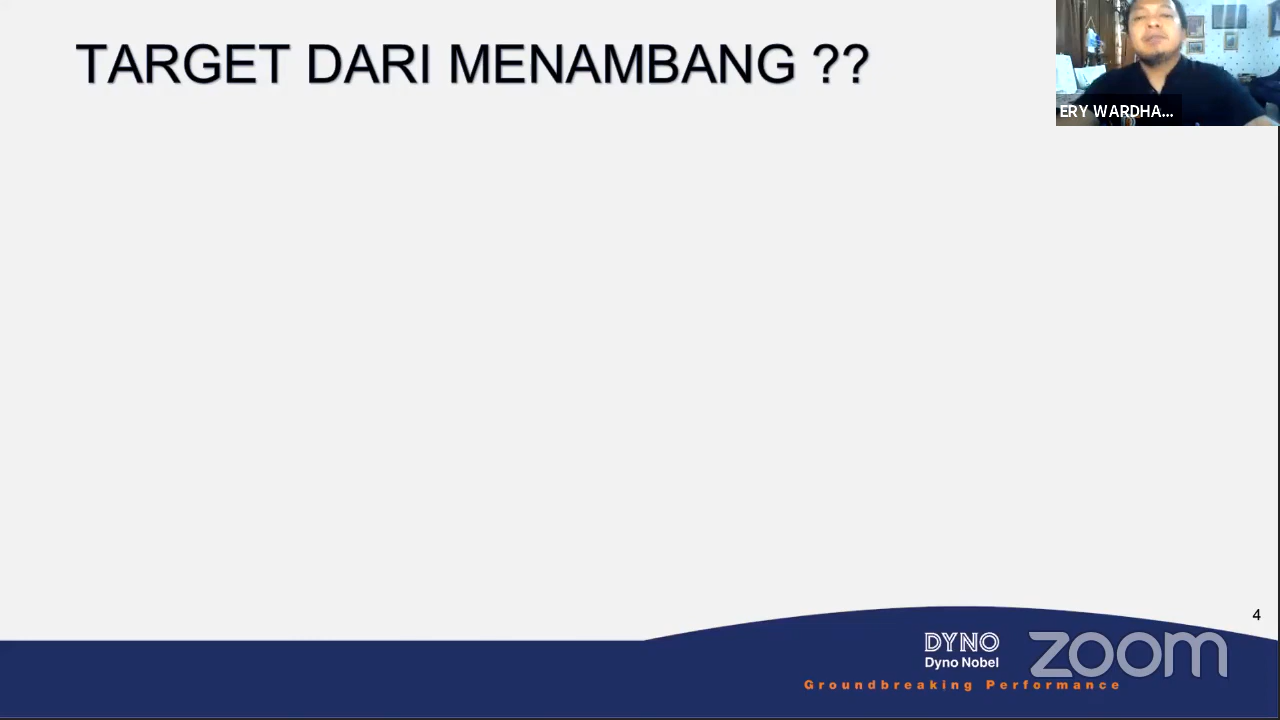 TARGET DARI MENAMBANG ??
ERY WARDHA...
4
DYNO
Dyno Nobel
Groundbreaking Performance
zoom